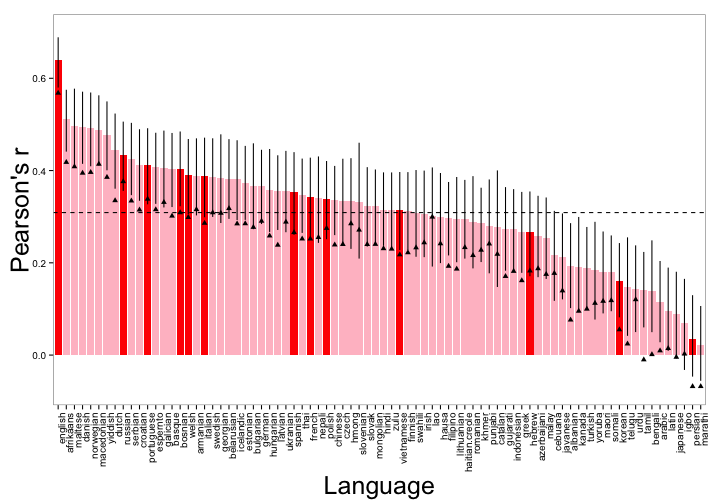 Pearson's r
0.6
0.4
0.2
0.0
english
afrikaans
maltese
danish
norwegian
macedonian
yiddish
dutch
russian
serbian
croatian
portuguese
espernto
galician
basque
bosnian
welsh
armenian
italian
swedish
georgian
belarusian
icelandic
estonian
bulgarian
german
hungarian
latvian
ukranian
spanish
thai
french
nepali
polish
chinese
czech
hmong
slovenian
slovak
mongolian
hindi
zulu
vietnamese
finnish
swahili
irish
lao
hausa
filipino
lithuanian
haitian.creole
romanian
khmer
punjabi
catalan
gujarati
indonesian
greek
hebrew
azerbaijani
malay
cebuana
javanese
albanian
kanada
turkish
yoruba
maori
somali
korean
telugu
urdu
tamil
bengali
arabic
latin
japanese
igbo
persian
marathi
Language